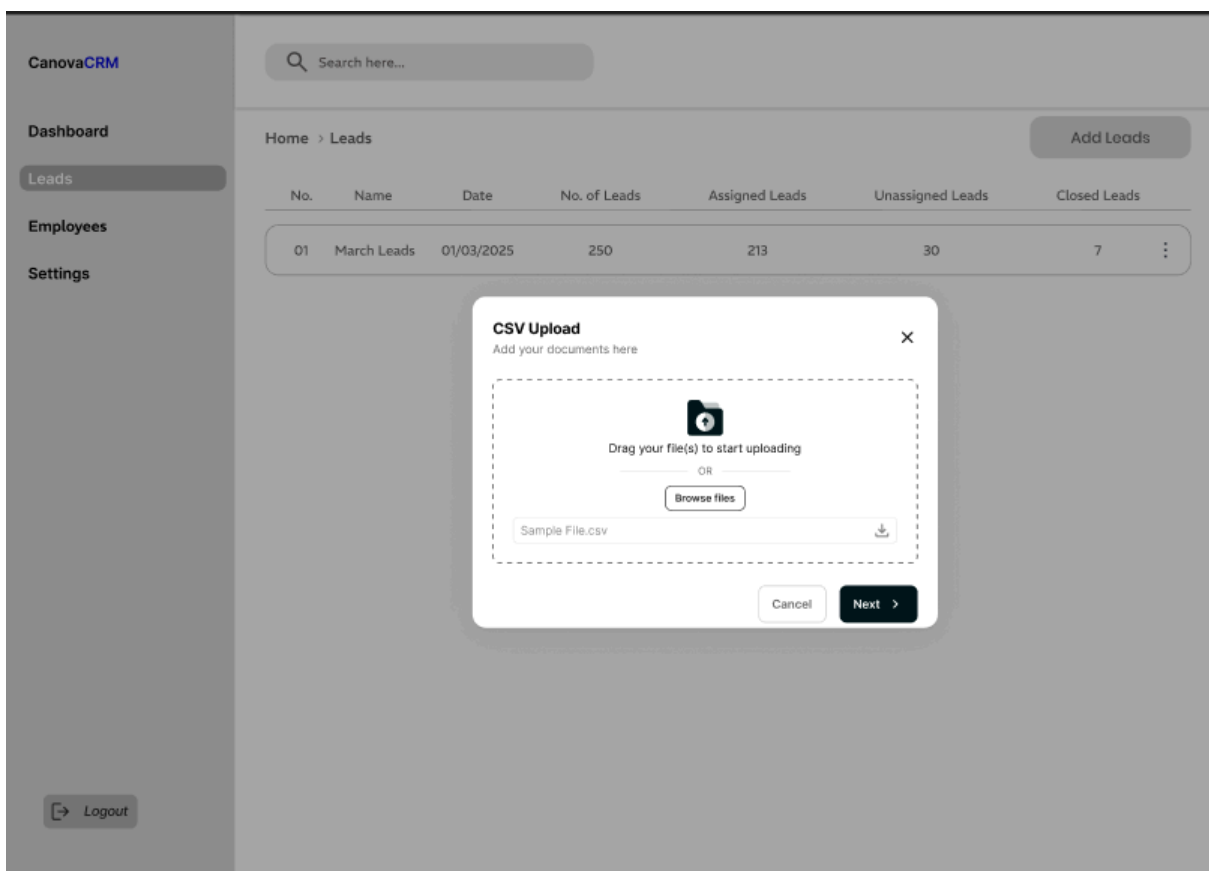 CanovaCRM
Search here...
Dashboard
Leads
Employees
Settings
Logout
Home > Leads
Add Leads
No. Name Date No. of Leads Assigned Leads Unassigned Leads Closed Leads
01 March Leads 01/03/2025 250 213 30 7
CSV Upload
Add your documents here
Drag your file(s) to start uploading
OR
Browse files
Sample File.csv
Cancel
Next >